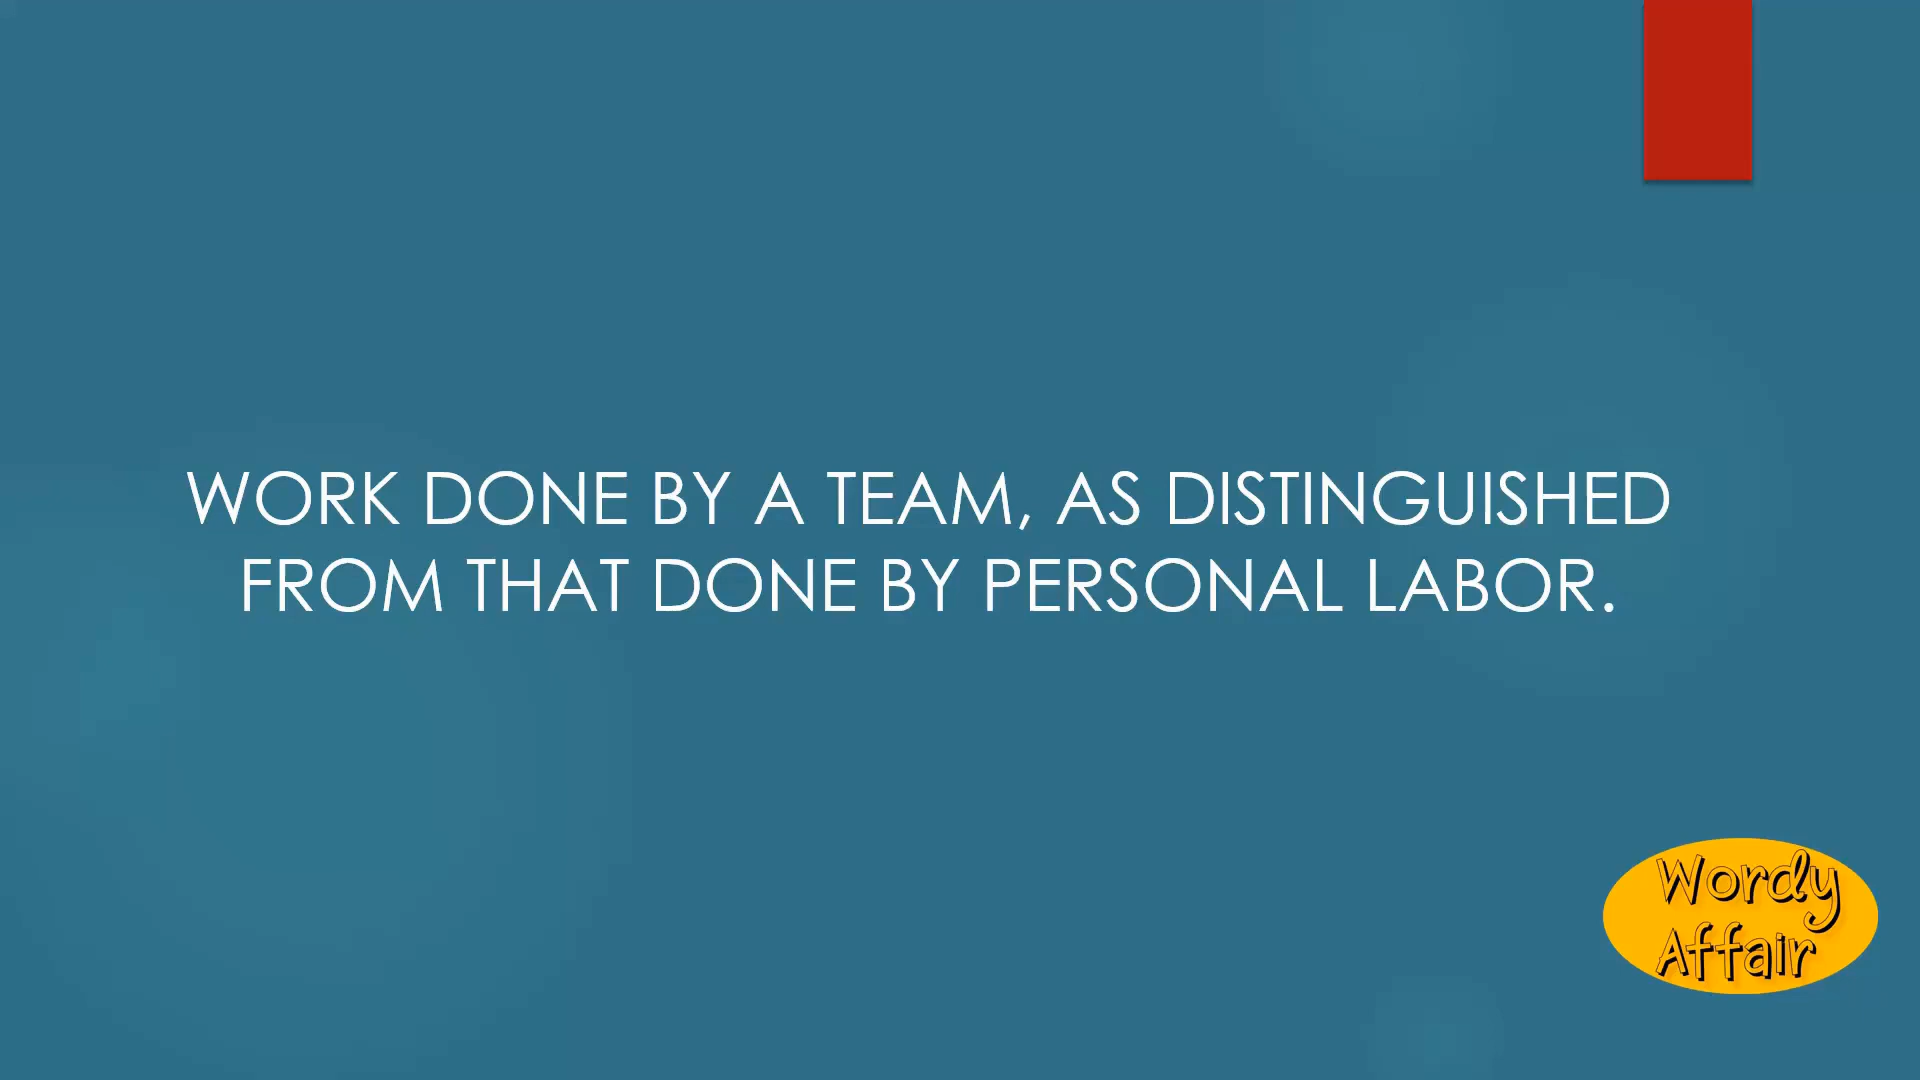 WORK DONE BY A TEAM, AS DISTINGUISHED
FROM THAT DONE BY PERSONAL LABOR.
Wordy
Affair